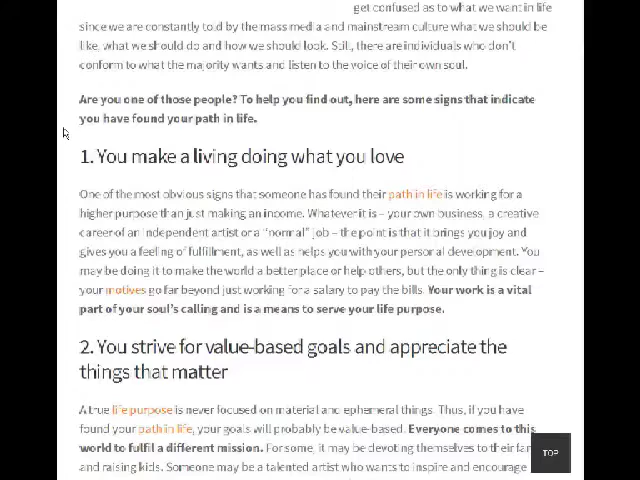 get confused as to what we want in life
since we are constantly told by the mass media and mainstream culture what we should be
like, what we should do and how we should look. Still, there are individuals who don't
conform to what the majority wants and listen to the voice of their own soul.
Are you one of those people? To help you find out, here are some signs that indicate
you have found your path in life.
1. You make a living doing what you love
One of the most obvious signs that someone has found their path in life is working for a
higher purpose than just making an income. Whatever it is – your own business, a creative
career of an independent artist or a "normal" job – the point is that it brings you joy and
gives you a feeling of fulfillment, as well as helps you with your personal development. You
may be doing it to make the world a better place or help others, but the only thing is clear –
your motives go far beyond just working for a salary to pay the bills. Your work is a vital
part of your soul's calling and is a means to serve your life purpose.
2. You strive for value-based goals and appreciate the
things that matter
A true life purpose is never focused on material and ephemeral things. Thus, if you have
found your path in life, your goals will probably be value-based. Everyone comes to this
world to fulfil a different mission. For some, it may be devoting themselves to their
and raising kids. Someone may be a talented artist who wants to inspire and encourage
TOP